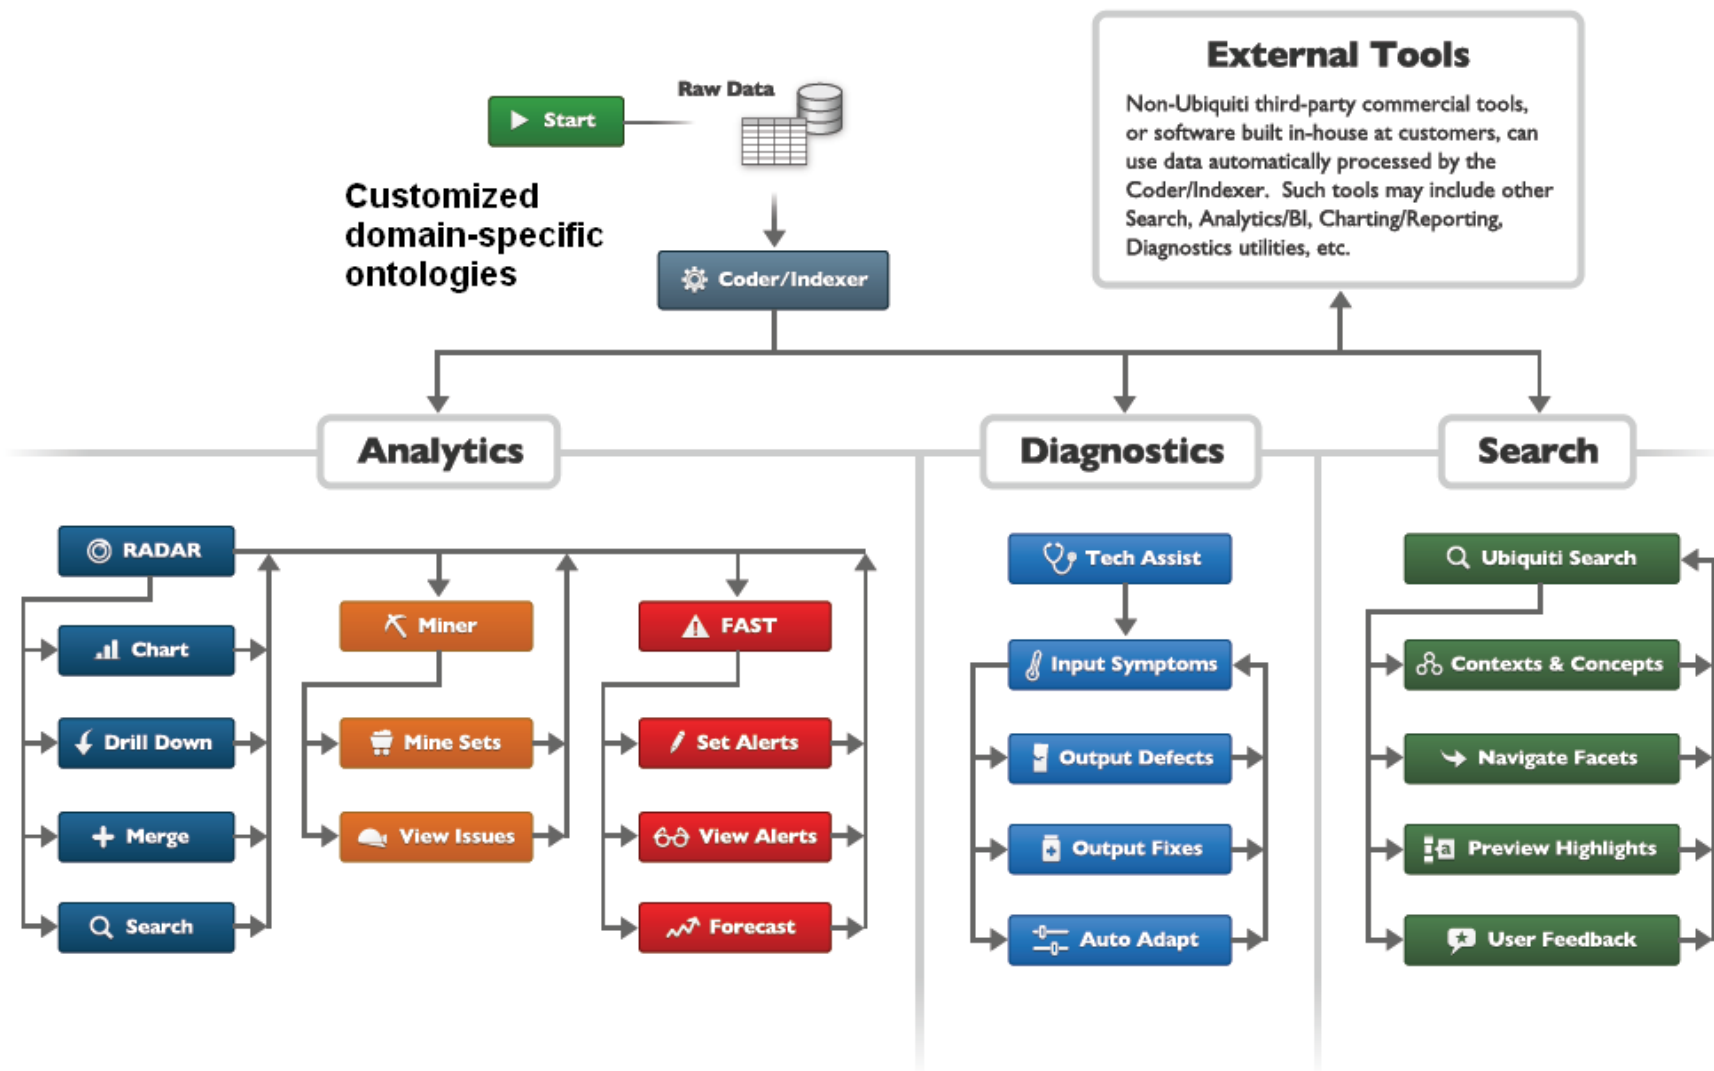 External Tools
Non-Ubiquiti third-party commercial tools,
or software built in-house at customers, can
use data automatically processed by the
Coder/Indexer. Such tools may include other
Search, Analytics/BI, Charting/Reporting,
Diagnostics utilities, etc.
Raw Data
Start
Customized
domain-specific
ontologies
Coder/Indexer
Analytics
Diagnostics
Search
RADAR
Chart
Drill Down
Merge
Search
Miner
Mine Sets
View Issues
FAST
Set Alerts
View Alerts
Forecast
Tech Assist
Input Symptoms
Output Defects
Output Fixes
Auto Adapt
Ubiquiti Search
Contexts & Concepts
Navigate Facets
a
Preview Highlights
User Feedback